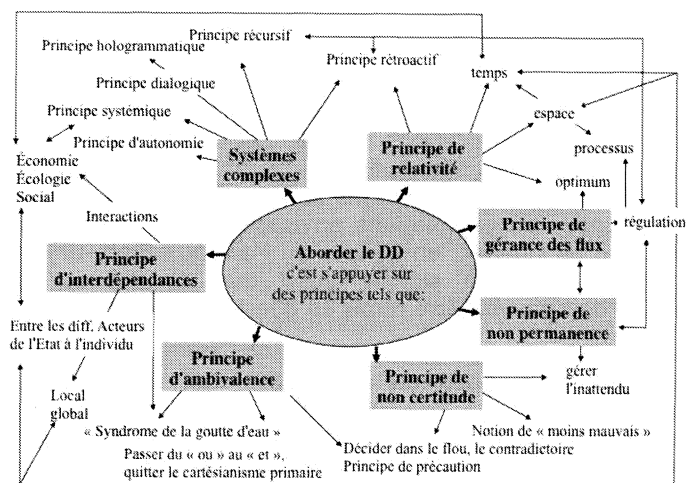 Principe hologrammatique
Principe récursif
Principe rétroactif
temps
Principe dialogique
Principe systémique
Principe d'autonomie
espace
processus
optimum
régulation
Systèmes
complexes
Principe de
relativité
Économie
Écologie
Social
Interactions
Principe
d'interdépendances
Aborder le DD
c'est s'appuyer sur
des principes tels que:
Principe de
gérance des flux
Principe de
non permanence
Entre les diff. Acteurs
de l'Etat à l'individu
Principe
d'ambivalence
Principe de
non certitude
gérer
l'inattendu
Local
global
« Syndrome de la goutte d'eau »
Notion de « moins mauvais »
Passer du « ou » au « et »,
quitter le cartésianisme primaire
Décider dans le flou, le contradictoire
Principe de précaution